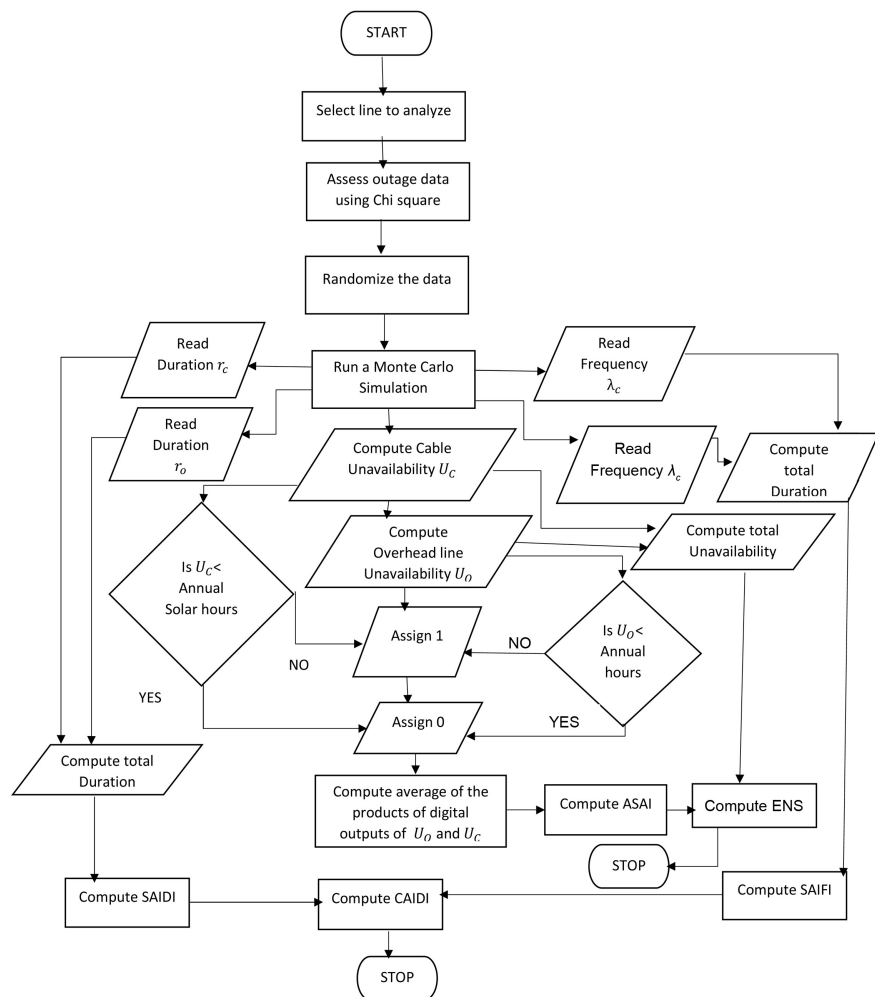 START
Select line to analyze
Assess outage data
using Chi square
Randomize the data
Read
Duration r_c
Run a Monte Carlo
Simulation
Read
Frequency
λ_c
Read
Duration
r_o
Compute Cable
Unavailability U_C
Read
Frequency λ_c
Compute
total
Duration
Is U_C<
Annual
Solar hours
Compute
Overhead line
Unavailability U_O
Compute total
Unavailability
Assign 1
NO
NO
Is U_O<
Annual
hours
YES
Assign 0
YES
Compute total
Duration
Compute average of the
products of digital
outputs of U_O and U_C
Compute ASAI
Compute ENS
STOP
Compute SAIDI
Compute CAIDI
Compute SAIFI
STOP